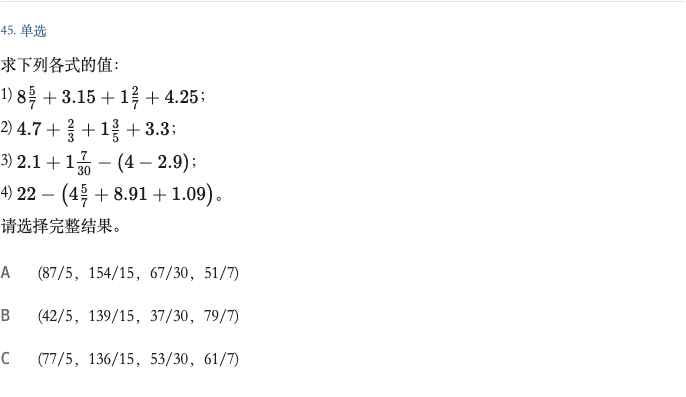 45. 单选
求下列各式的值：
1) 8 5/7 + 3.15 + 1 2/7 + 4.25；
2) 4.7 + 2/3 + 1 3/5 + 3.3；
3) 2.1 + 1 7/30 − (4 − 2.9)；
4) 22 − (4 5/7 + 8.91 + 1.09)。
请选择完整结果。
A (87/5，154/15，67/30，51/7)
B (42/5，139/15，37/30，79/7)
C (77/5，136/15，53/30，61/7)